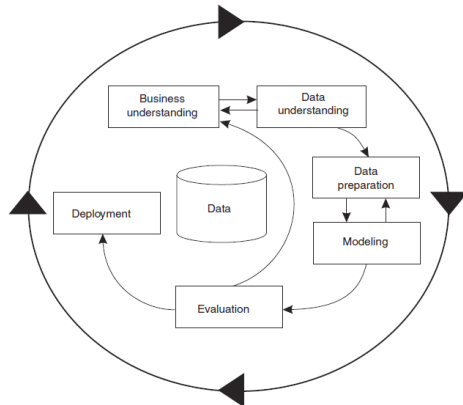 Business
understanding
Data
understanding
Data
preparation
Deployment
Data
Modeling
Evaluation